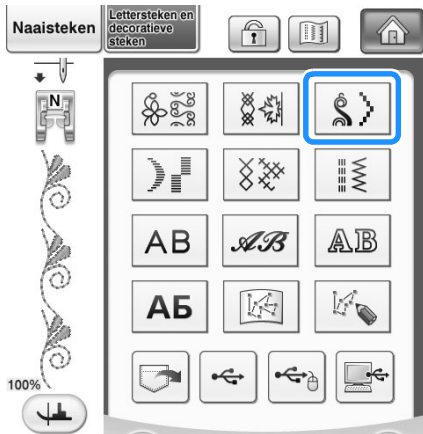 Naaisteken
Lettersteken en
decoratieve
steken
N
AB
AB
AB
АБ
100%